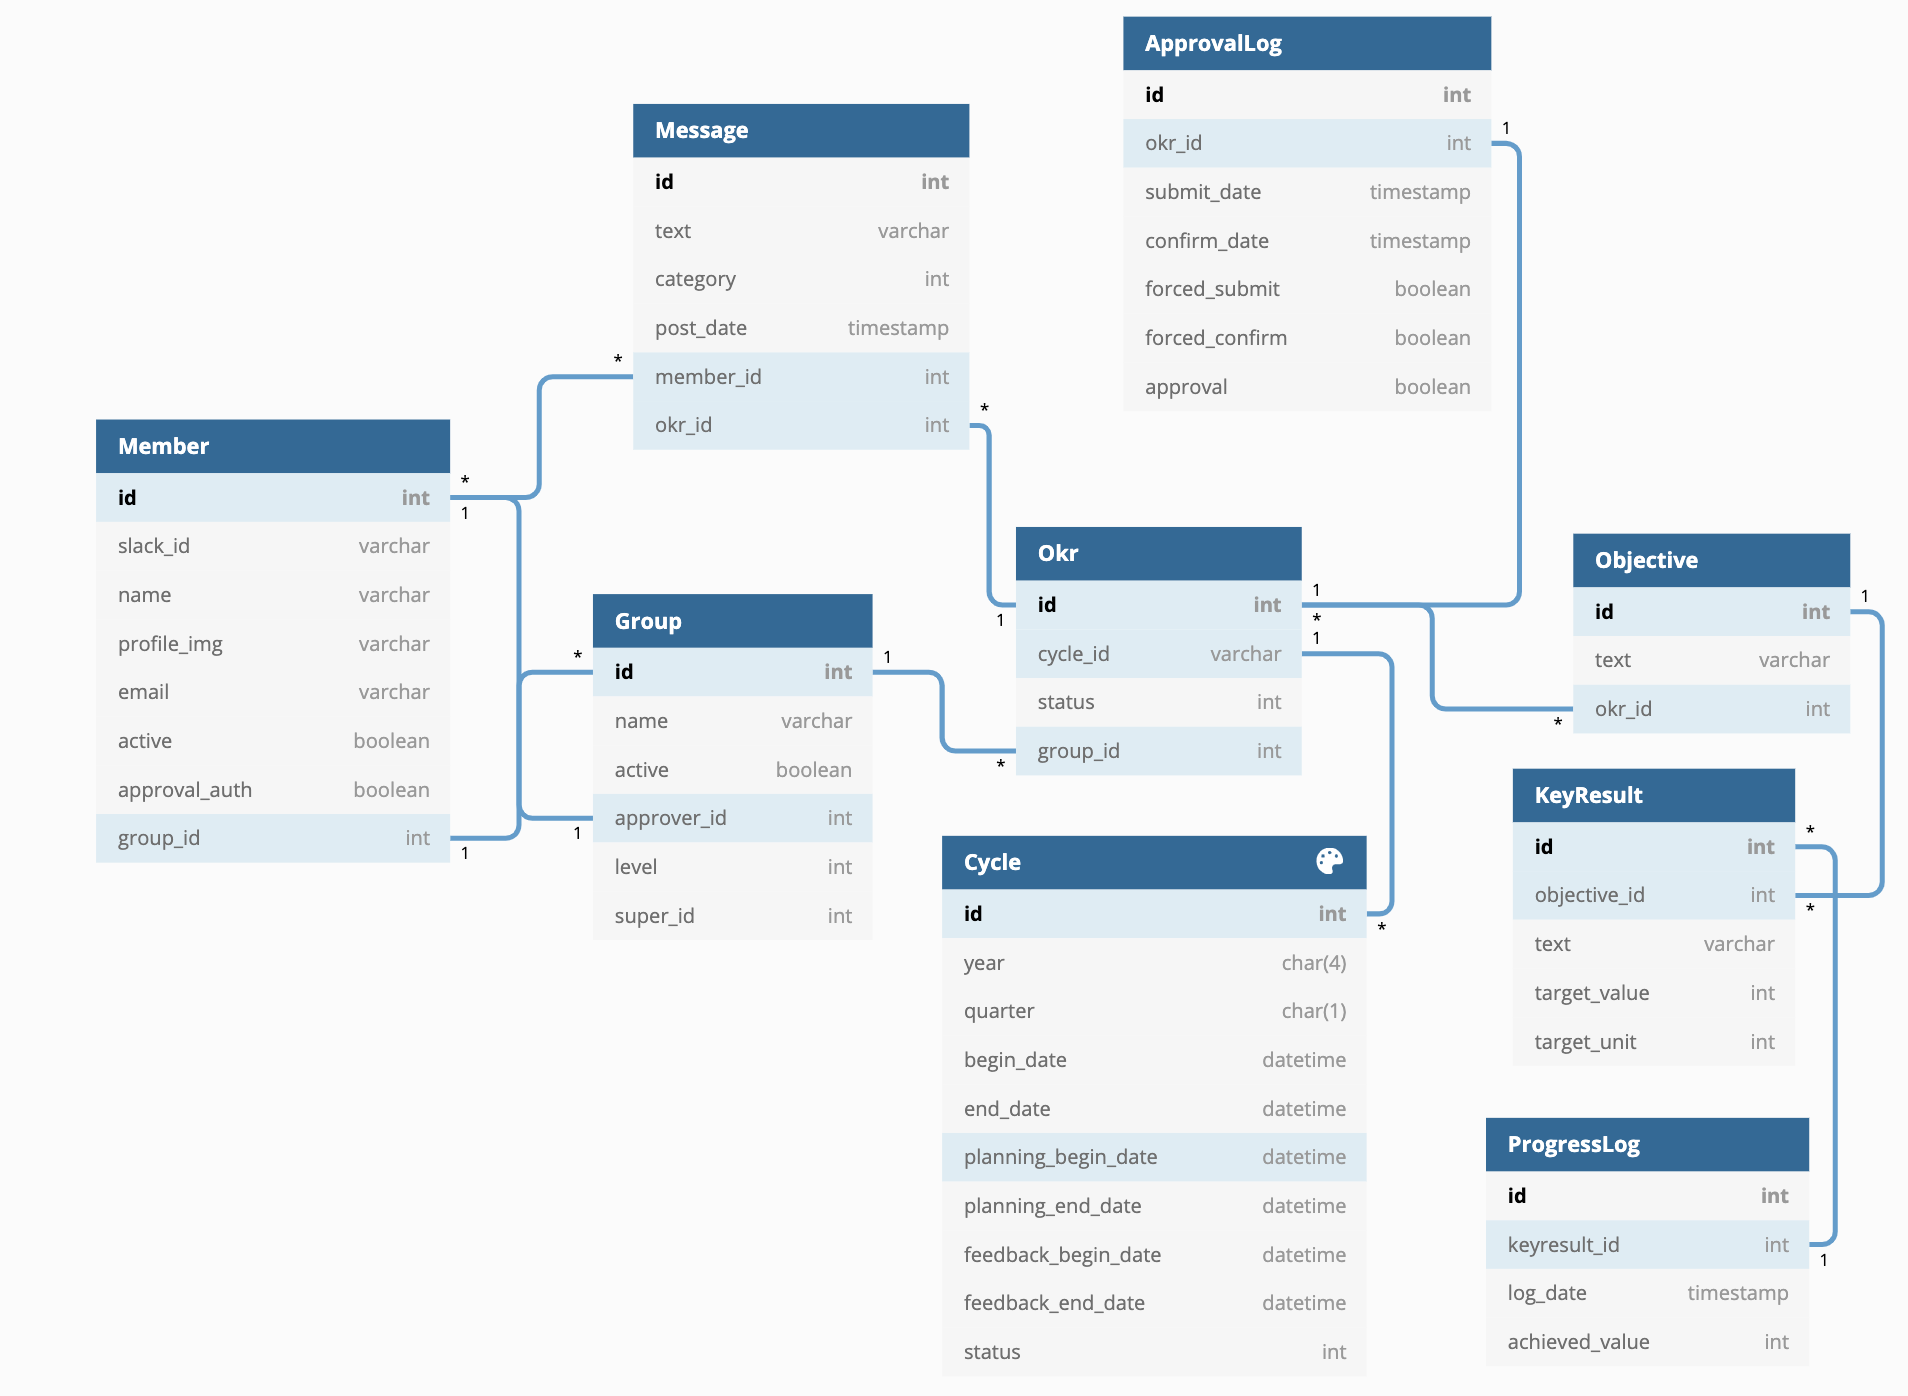 ApprovalLog
id int
okr_id int
submit_date timestamp
confirm_date timestamp
forced_submit boolean
forced_confirm boolean
approval boolean
1
Message
id int
text varchar
category int
post_date timestamp
member_id int
okr_id int
*
*
Member
id int
slack_id varchar
name varchar
profile_img varchar
email varchar
active boolean
approval_auth boolean
group_id int
*
1
1
Group
id int
name varchar
active boolean
approver_id int
level int
super_id int
*
1
1
Okr
id int
cycle_id varchar
status int
group_id int
1
1
*
1
*
Objective
id int
text varchar
okr_id int
1
*
KeyResult
id int
objective_id int
text varchar
target_value int
target_unit int
*
*
Cycle
id int
year char(4)
quarter char(1)
begin_date datetime
end_date datetime
planning_begin_date datetime
planning_end_date datetime
feedback_begin_date datetime
feedback_end_date datetime
status int
*
ProgressLog
id int
keyresult_id int
log_date timestamp
achieved_value int
1